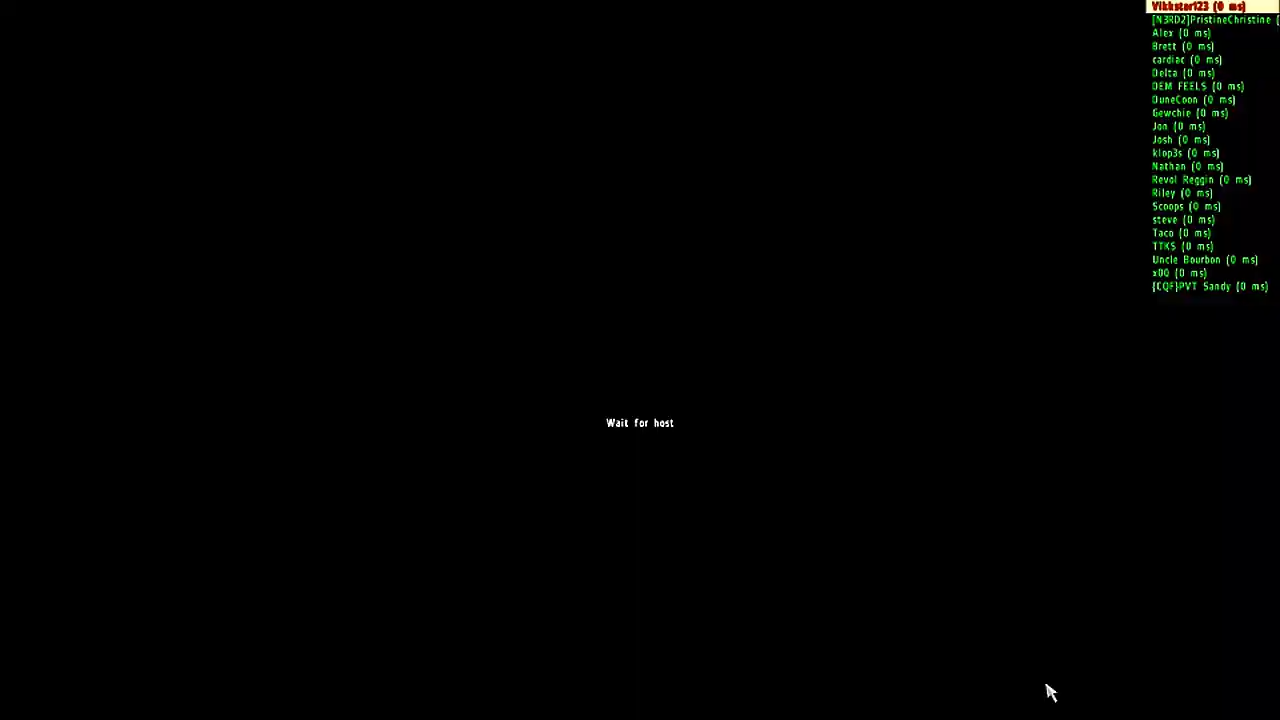 Vikkstar123 (0 ms)
[N3RD2]PristineChristine (
Alex (0 ms)
Brett (0 ms)
cardiac (0 ms)
Delta (0 ms)
DEM FEELS (0 ms)
DuneCoon (0 ms)
Gewchie (0 ms)
Jon (0 ms)
Josh (0 ms)
klop3s (0 ms)
Nathan (0 ms)
Revol Reggin (0 ms)
Riley (0 ms)
Scoops (0 ms)
steve (0 ms)
Taco (0 ms)
TTKS (0 ms)
Uncle Bourbon (0 ms)
x00 (0 ms)
{CQF}PVT Sandy (0 ms)
Wait for host